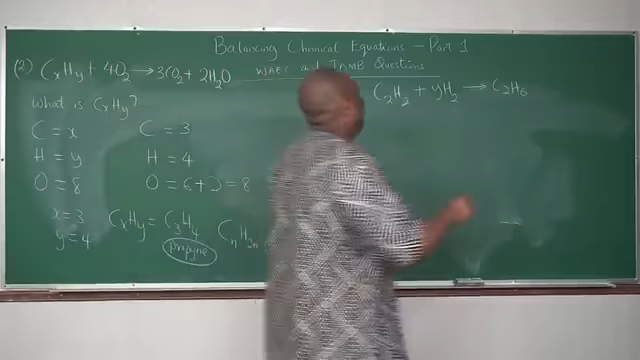 Balancing Chemical Equations - Part 1
WAEC and JAMB Questions
(2) CxHy + 4O₂ → 3CO₂ + 2H₂O
What is CxHy?
C = x C = 3
H = y H = 4
O = 8 O = 6 + 2 = 8
x = 3
y = 4
CxHy = C₃H₄
propyne
CnH2n
C₂H₂ + yH₂ → C₂H₆